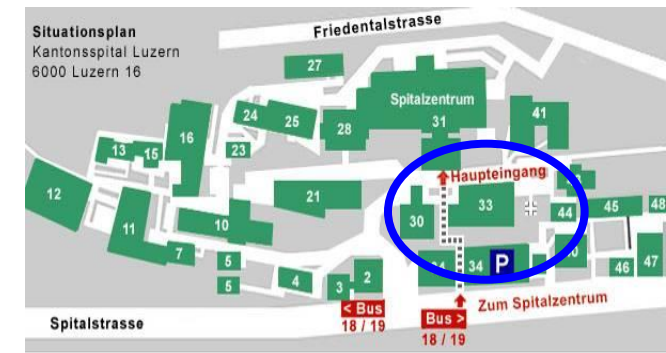 Situationsplan
Kantonsspital Luzern
6000 Luzern 16
Friedentalstrasse
27
Spitalzentrum
31
41
24
25
28
16
13
15
23
Haupteingang
12
21
33
30
44
45
48
11
10
7
5
5
4
3
2
34
P
46
47
< Bus
18 / 19
Bus >
18 / 19
Zum Spitalzentrum
Spitalstrasse